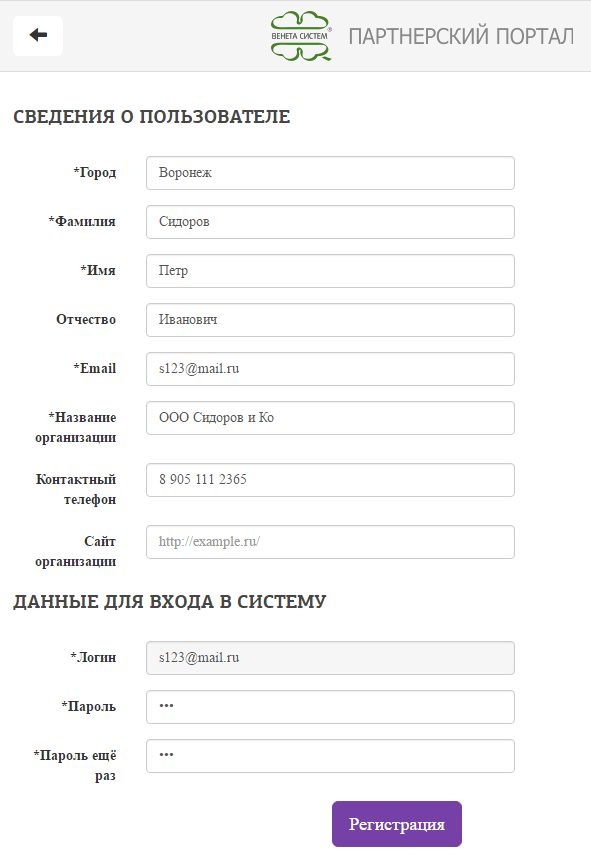 ВЕНЕТА СИСТЕМ®
ПАРТНЕРСКИЙ ПОРТАЛ
СВЕДЕНИЯ О ПОЛЬЗОВАТЕЛЕ
*Город Воронеж
*Фамилия Сидоров
*Имя Петр
Отчество Иванович
*Email s123@mail.ru
*Название ООО Сидоров и Ко
организации
Контактный 8 905 111 2365
телефон
Сайт http://example.ru/
организации
ДАННЫЕ ДЛЯ ВХОДА В СИСТЕМУ
*Логин s123@mail.ru
*Пароль •••
*Пароль ещё •••
раз
Регистрация